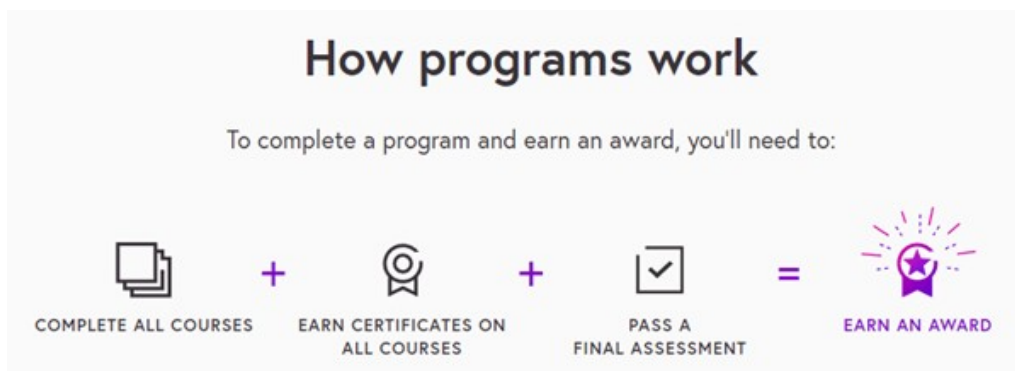 How programs work
To complete a program and earn an award, you'll need to:
COMPLETE ALL COURSES
+
EARN CERTIFICATES ON
ALL COURSES
+
PASS A
FINAL ASSESSMENT
=
EARN AN AWARD